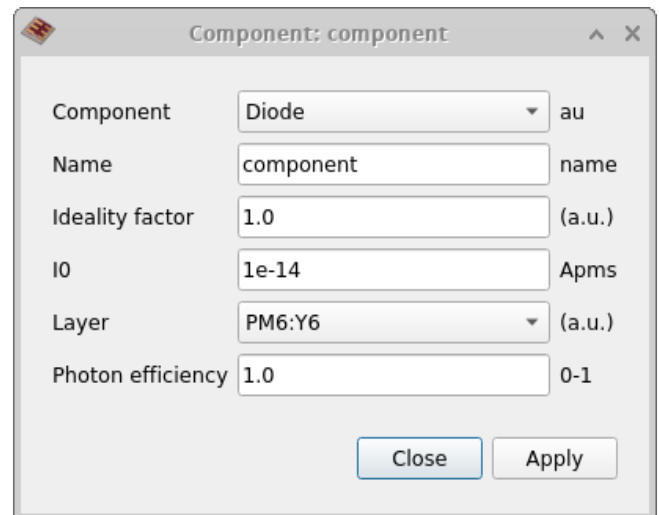 Component: component
Component Diode au
Name component name
Ideality factor 1.0 (a.u.)
I0 1e-14 Apms
Layer PM6:Y6 (a.u.)
Photon efficiency 1.0 0-1
Close Apply